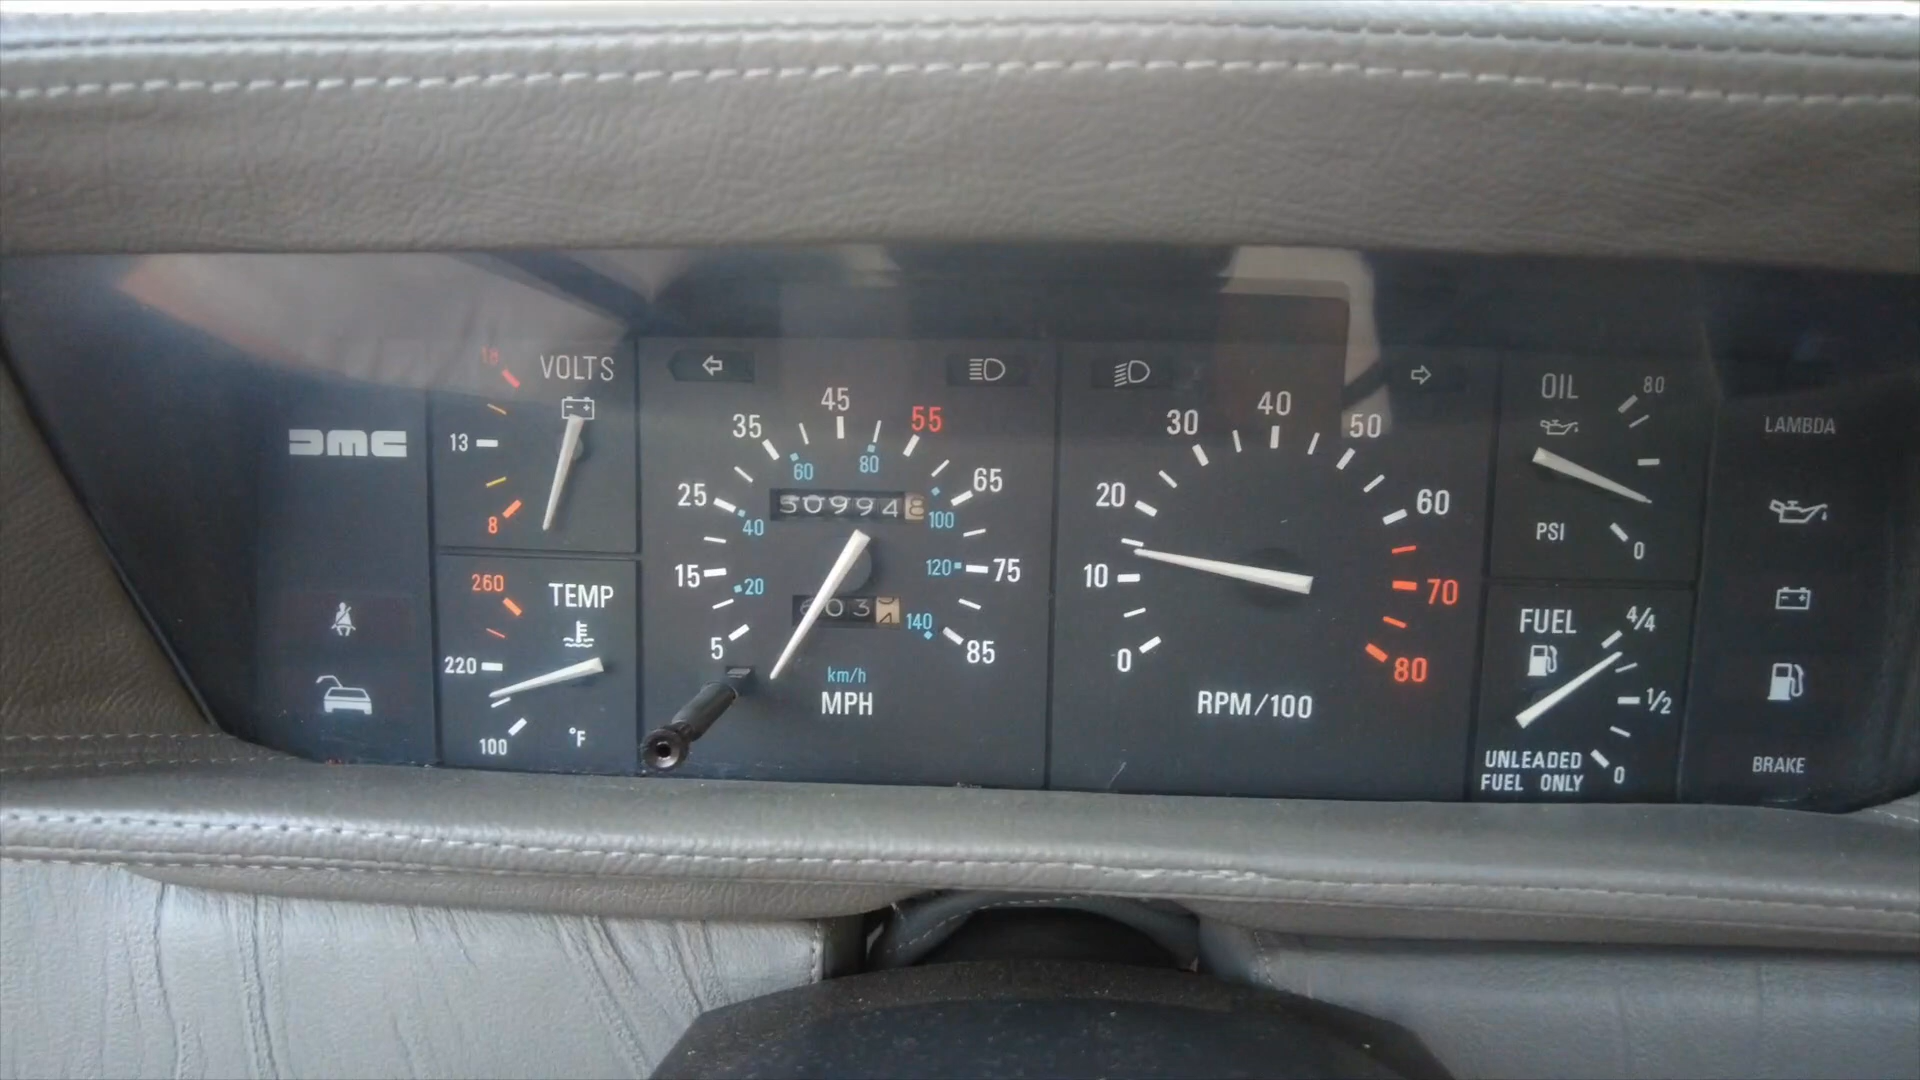 DMC
18
VOLTS
13
8
260
TEMP
220
100
°F
5
15
25
35
45
55
65
75
85
20
40
60
80
100
120
140
309948
km/h
MPH
0
10
20
30
40
50
60
70
80
RPM/100
OIL
80
PSI
0
FUEL
4/4
1/2
0
UNLEADED
FUEL ONLY
LAMBDA
BRAKE